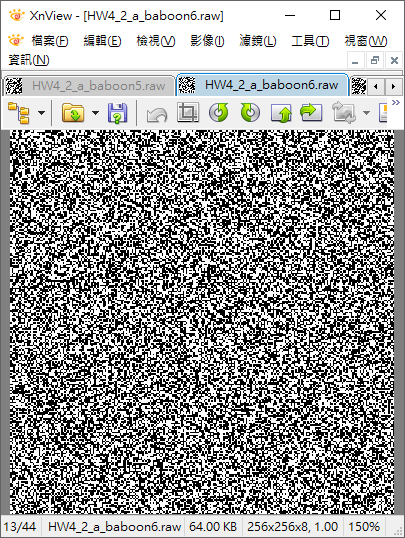 XnView - [HW4_2_a_baboon6.raw]
檔案(F) 編輯(E) 檢視(V) 影像(I) 濾鏡(L) 工具(T) 視窗(W)
資訊(N)
HW4_2_a_baboon5.raw HW4_2_a_baboon6.raw
13/44 HW4_2_a_baboon6.raw 64.00 KB 256x256x8, 1.00 150%